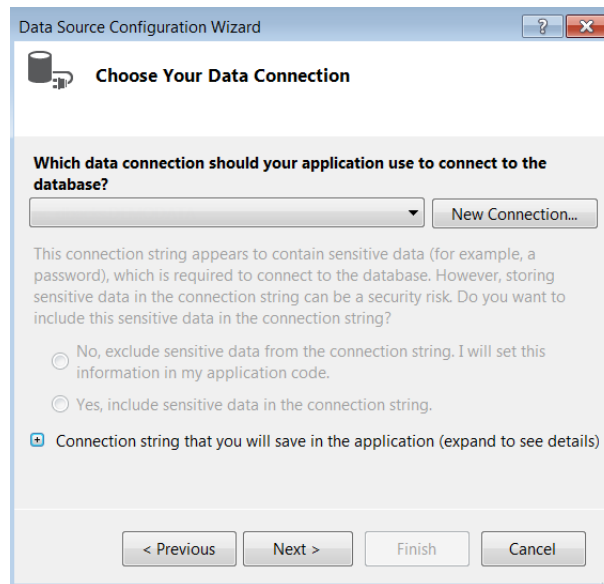 Data Source Configuration Wizard
?
Choose Your Data Connection
Which data connection should your application use to connect to the
database?
New Connection...
This connection string appears to contain sensitive data (for example, a
password), which is required to connect to the database. However, storing
sensitive data in the connection string can be a security risk. Do you want to
include this sensitive data in the connection string?
No, exclude sensitive data from the connection string. I will set this
information in my application code.
Yes, include sensitive data in the connection string.
Connection string that you will save in the application (expand to see details)
< Previous
Next >
Finish
Cancel